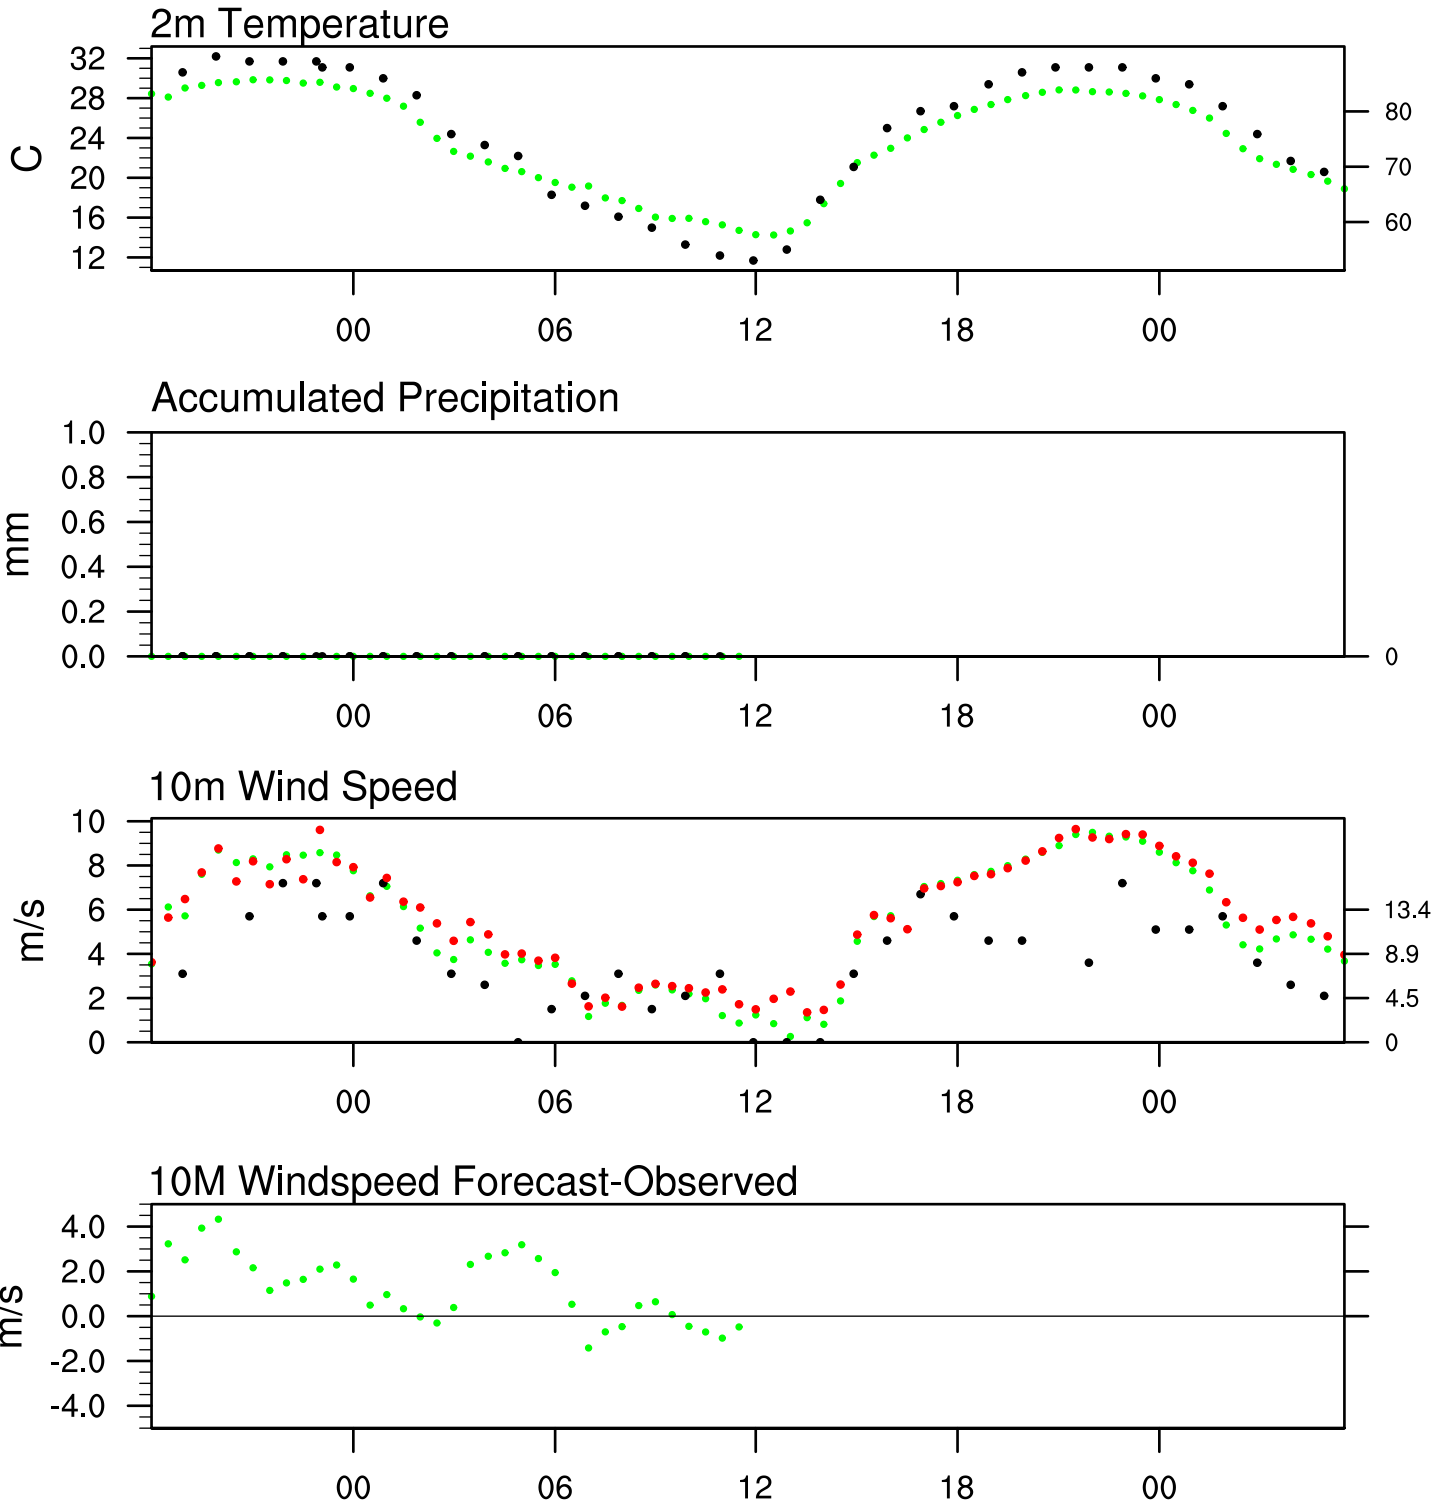 2m Temperature
32
28
24
20
16
12
C
80
70
60
00 06 12 18 00
Accumulated Precipitation
1.0
0.8
0.6
0.4
0.2
0.0
mm
0
00 06 12 18 00
10m Wind Speed
10
8
6
4
2
0
m/s
13.4
8.9
4.5
0
00 06 12 18 00
10M Windspeed Forecast-Observed
4.0
2.0
0.0
-2.0
-4.0
m/s
00 06 12 18 00